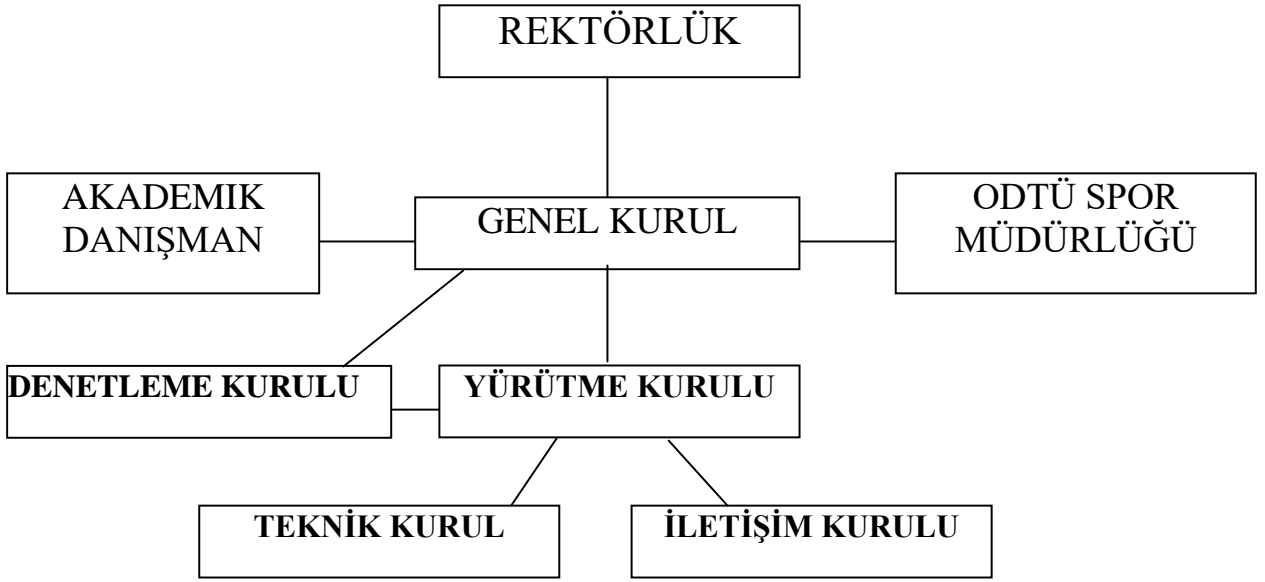 REKTÖRLÜK
AKADEMIK
DANIŞMAN
GENEL KURUL
ODTÜ SPOR
MÜDÜRLÜĞÜ
DENETLEME KURULU
YÜRÜTME KURULU
TEKNİK KURUL
İLETİŞİM KURULU